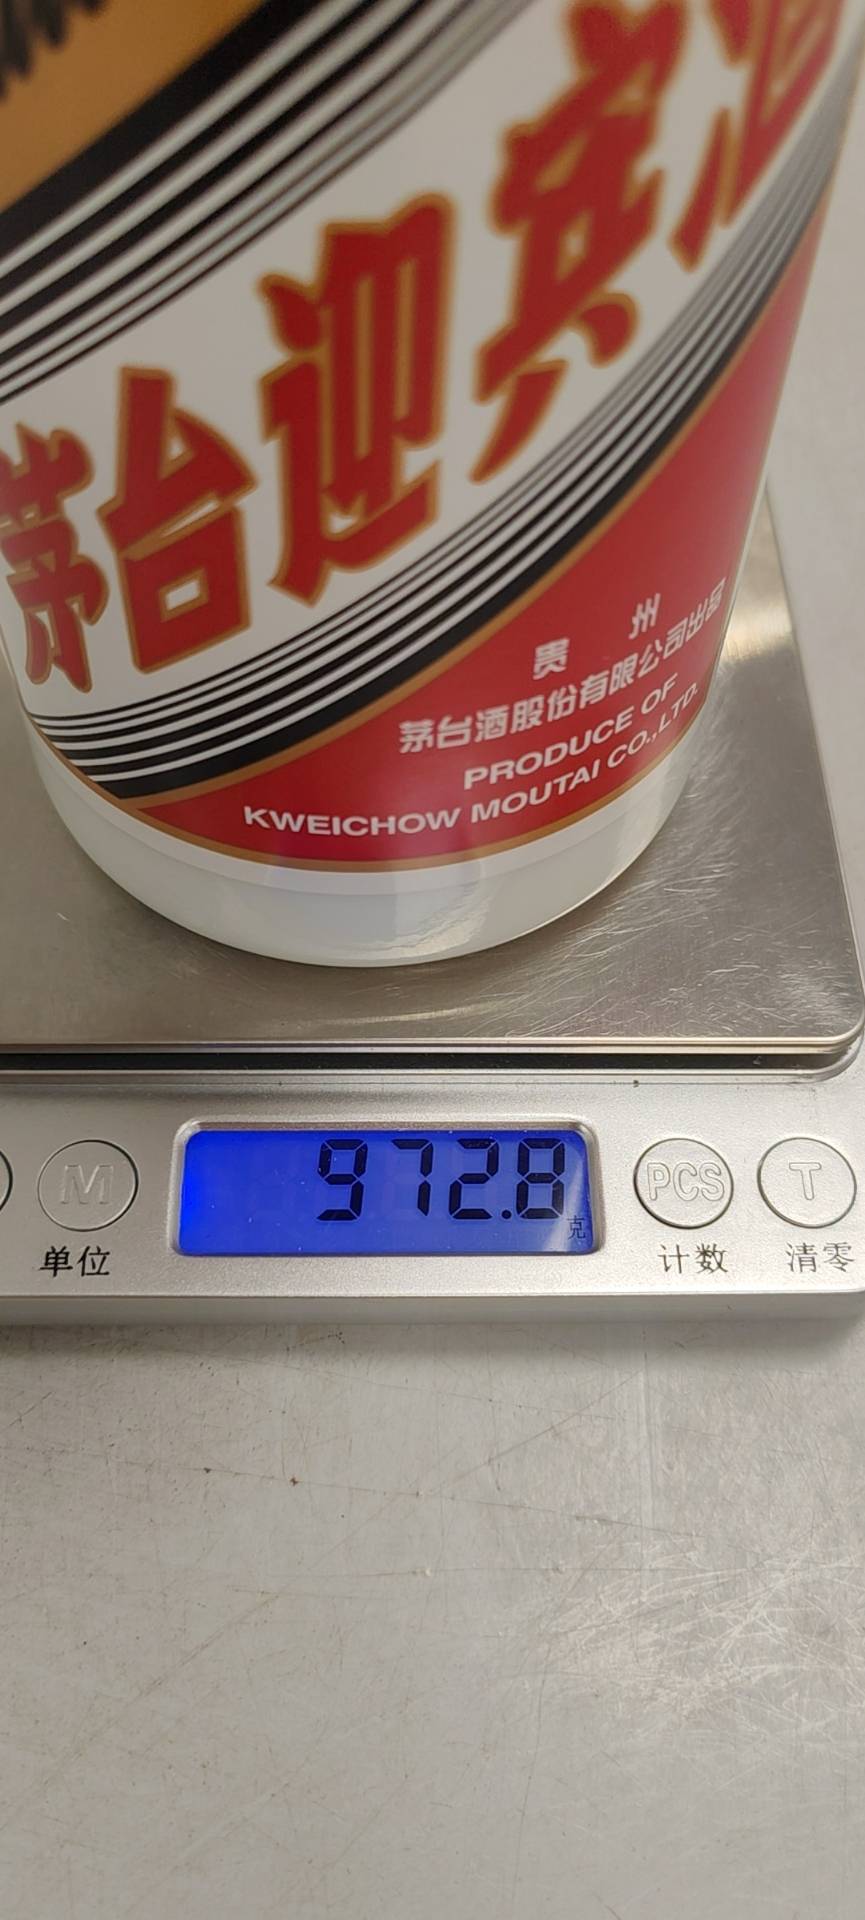 茅台迎宾酒
贵州
茅台酒股份有限公司出品
PRODUCE OF
KWEICHOW MOUTAI CO.,LTD.
972.8
克
M
PCS
T
单位
计数
清零